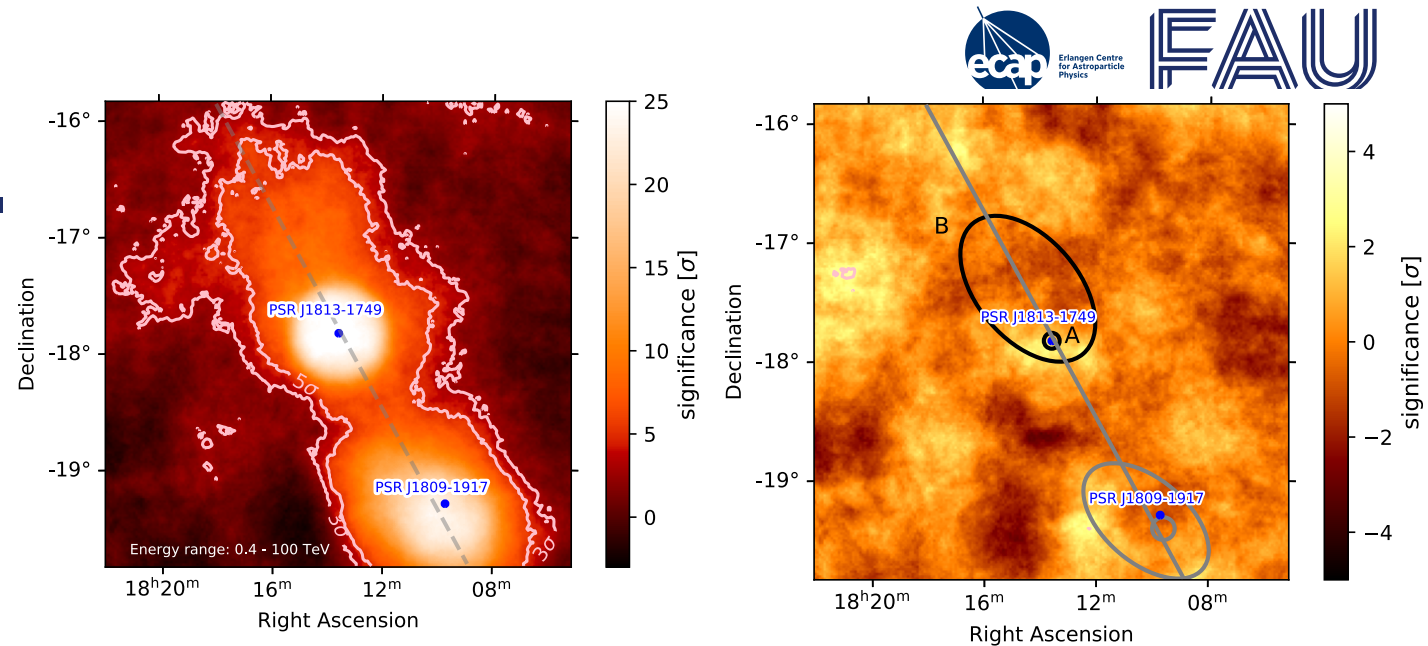 ecap
Erlangen Centre
for Astroparticle
Physics
FAU
-16°
-17°
-18°
-19°
Declination
PSR J1813-1749
PSR J1809-1917
5σ
5σ
3σ
Energy range: 0.4 - 100 TeV
18ʰ20ᵐ
16ᵐ
12ᵐ
08ᵐ
Right Ascension
25
20
15
10
5
0
significance [σ]
-16°
-17°
-18°
-19°
Declination
B
PSR J1813-1749
A
PSR J1809-1917
18ʰ20ᵐ
16ᵐ
12ᵐ
08ᵐ
Right Ascension
4
2
0
−2
−4
significance [σ]